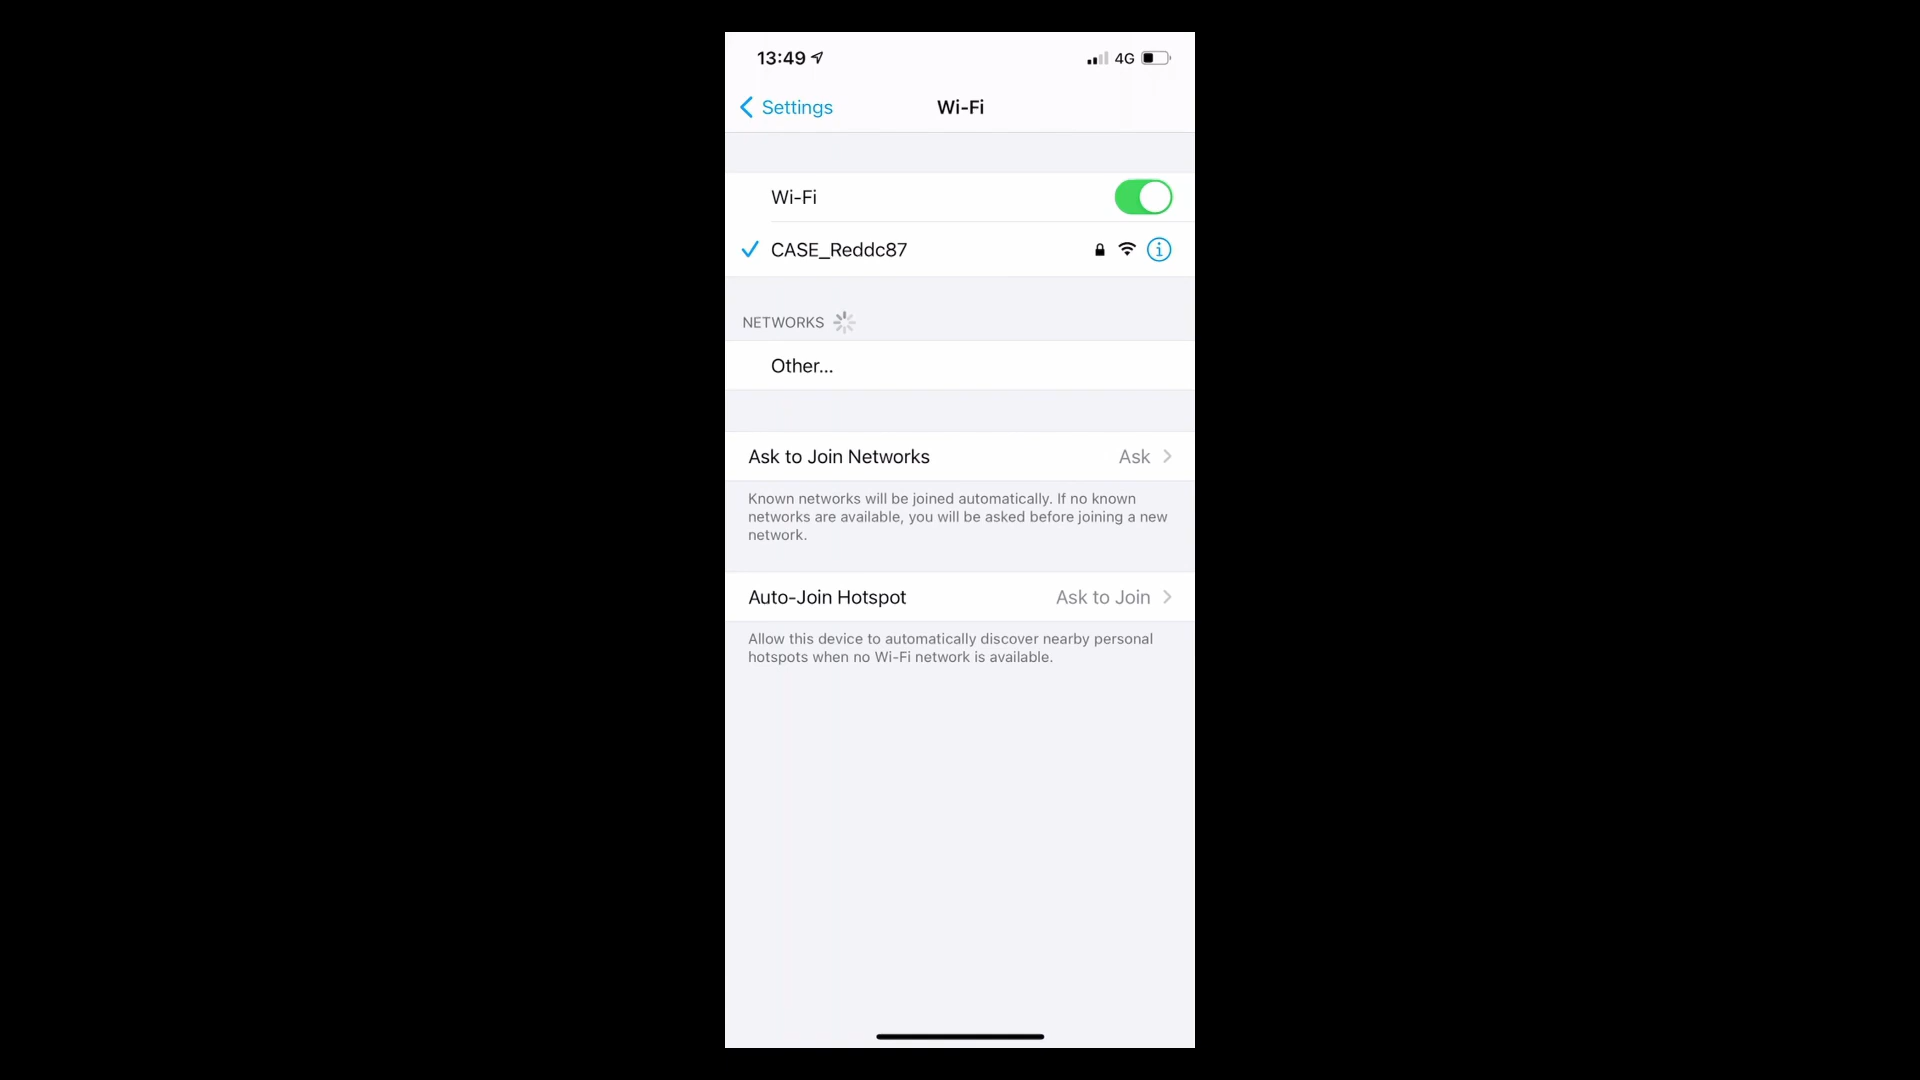 13:49 4G
Settings Wi-Fi
Wi-Fi
CASE_Reddc87
NETWORKS
Other...
Ask to Join Networks Ask
Known networks will be joined automatically. If no known
networks are available, you will be asked before joining a new
network.
Auto-Join Hotspot Ask to Join
Allow this device to automatically discover nearby personal
hotspots when no Wi-Fi network is available.